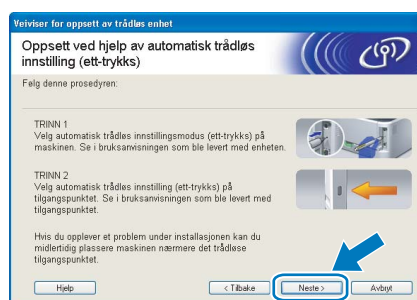 Veiviser for oppsett av trådløs enhet
Oppsett ved hjelp av automatisk trådløs
innstilling (ett-trykks)
Følg denne prosedyren:
TRINN 1
Velg automatisk trådløs innstillingsmodus (ett-trykks) på
maskinen. Se i bruksanvisningen som ble levert med enheten.
TRINN 2
Velg automatisk trådløs innstilling (ett-trykks) på
tilgangspunktet. Se i bruksanvisningen som ble levert med
tilgangspunktet.
Hvis du opplever et problem under installasjonen kan du
midlertidig plassere maskinen nærmere det trådløse
tilgangspunktet.
Hjelp
< Tilbake
Neste >
Avbryt